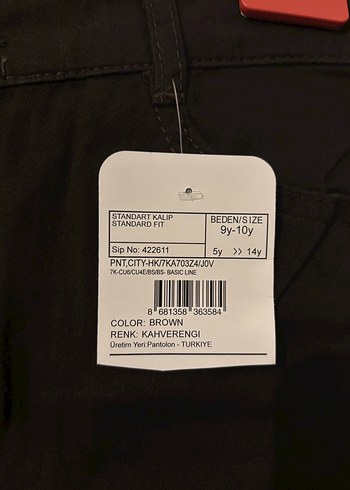 STANDART KALIP
STANDARD FIT
BEDEN/SIZE
9y-10y
Sip No: 422611
5y >> 14y
PNT,CITY-HK/7KA703Z4/J0V
7K-CU6/CU4E/BS/BS- BASIC LINE
8 681358 363584
COLOR: BROWN
RENK: KAHVERENGI
Üretim Yeri:Pantolon - TURKIYE